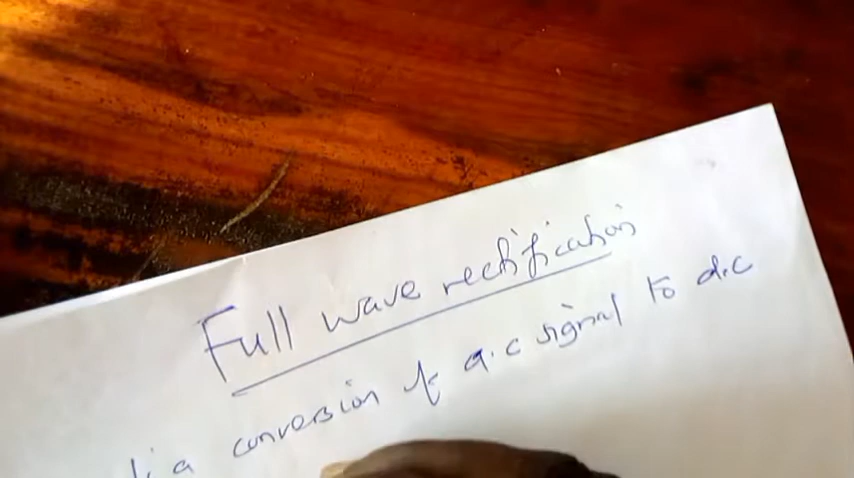 Full wave rectification
a conversion of a.c signal to d.c